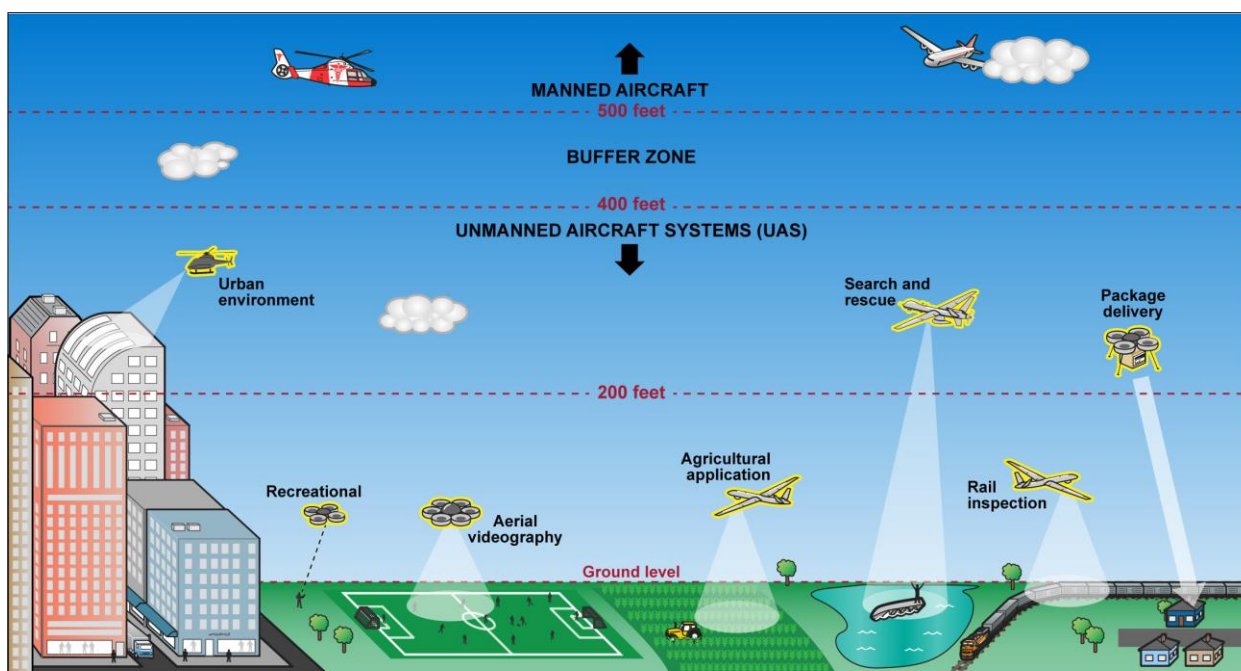 MANNED AIRCRAFT
500 feet
BUFFER ZONE
400 feet
UNMANNED AIRCRAFT SYSTEMS (UAS)
Urban
environment
Search and
rescue
Package
delivery
200 feet
Recreational
Aerial
videography
Agricultural
application
Rail
inspection
Ground level